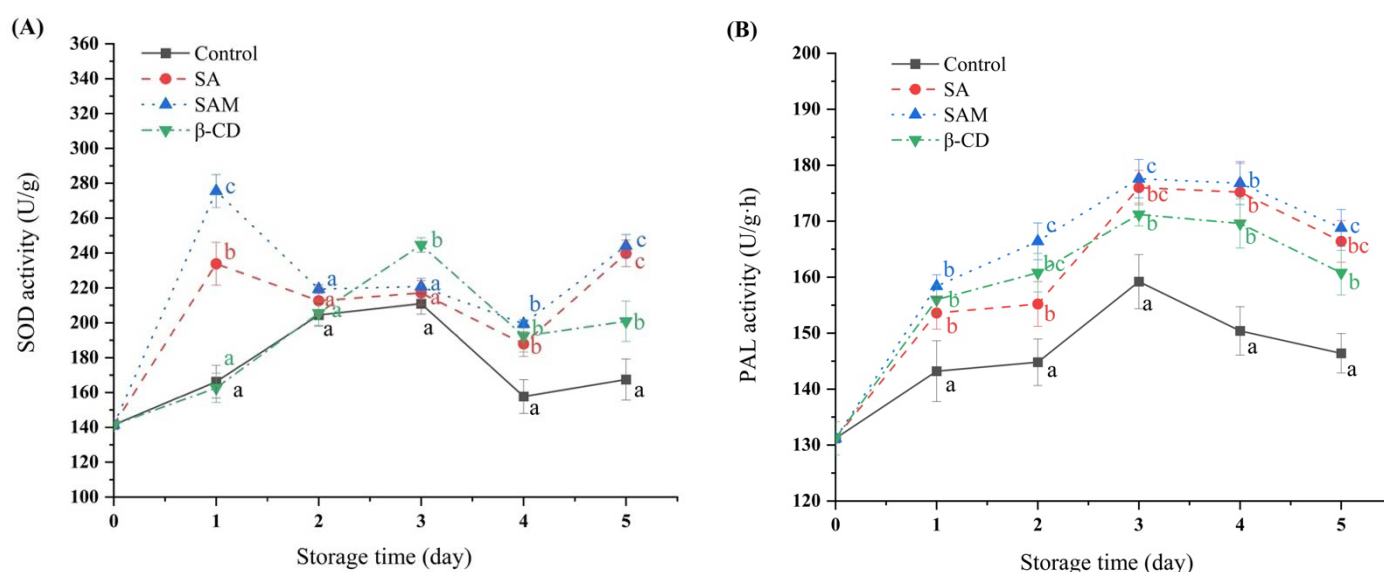 (A)
360
340
320
300
280
260
240
220
200
180
160
140
120
100
SOD activity (U/g)
Control
SA
SAM
β-CD
c
b
a
a
a
a
a
a
b
a
a
a
b
b
b
a
c
c
b
a
0
1
2
3
4
5
Storage time (day)
(B)
200
190
180
170
160
150
140
130
120
PAL activity (U/g·h)
Control
SA
SAM
β-CD
b
b
b
a
c
bc
b
a
c
bc
b
a
b
b
b
a
c
bc
b
a
0
1
2
3
4
5
Storage time (day)